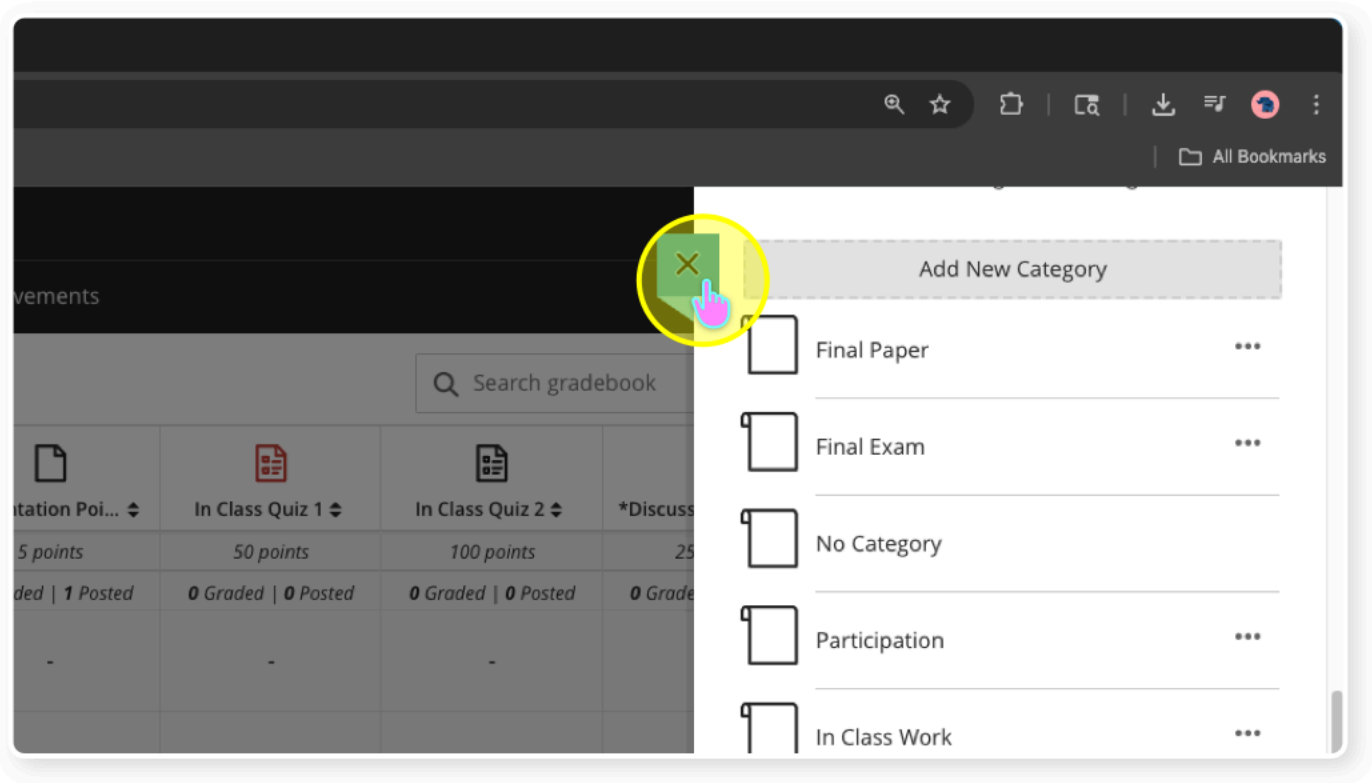 All Bookmarks
Add New Category
vements
Final Paper
Search gradebook
Final Exam
ntation Poi...
In Class Quiz 1
In Class Quiz 2
*Discuss
No Category
5 points
50 points
100 points
25
ded | 1 Posted
0 Graded | 0 Posted
0 Graded | 0 Posted
0 Grade
Participation
-
-
-
In Class Work